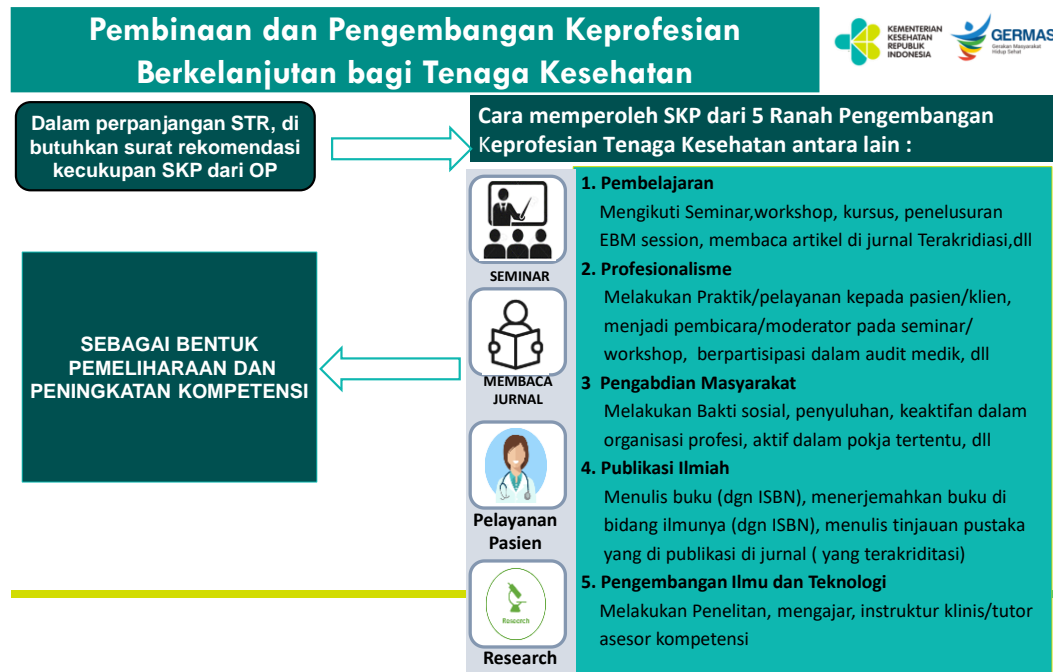 Pembinaan dan Pengembangan Keprofesian
Berkelanjutan bagi Tenaga Kesehatan
KEMENTERIAN
KESEHATAN
REPUBLIK
INDONESIA
GERMAS
Gerakan Masyarakat
Hidup Sehat
Dalam perpanjangan STR, di
butuhkan surat rekomendasi
kecukupan SKP dari OP
Cara memperoleh SKP dari 5 Ranah Pengembangan
Keprofesian Tenaga Kesehatan antara lain :
SEBAGAI BENTUK
PEMELIHARAAN DAN
PENINGKATAN KOMPETENSI
SEMINAR
MEMBACA
JURNAL
Pelayanan
Pasien
Research
Research
1. Pembelajaran
Mengikuti Seminar,workshop, kursus, penelusuran
EBM session, membaca artikel di jurnal Terakridiasi,dll
2. Profesionalisme
Melakukan Praktik/pelayanan kepada pasien/klien,
menjadi pembicara/moderator pada seminar/
workshop, berpartisipasi dalam audit medik, dll
3 Pengabdian Masyarakat
Melakukan Bakti sosial, penyuluhan, keaktifan dalam
organisasi profesi, aktif dalam pokja tertentu, dll
4. Publikasi Ilmiah
Menulis buku (dgn ISBN), menerjemahkan buku di
bidang ilmunya (dgn ISBN), menulis tinjauan pustaka
yang di publikasi di jurnal ( yang terakriditasi)
5. Pengembangan Ilmu dan Teknologi
Melakukan Penelitan, mengajar, instruktur klinis/tutor
asesor kompetensi